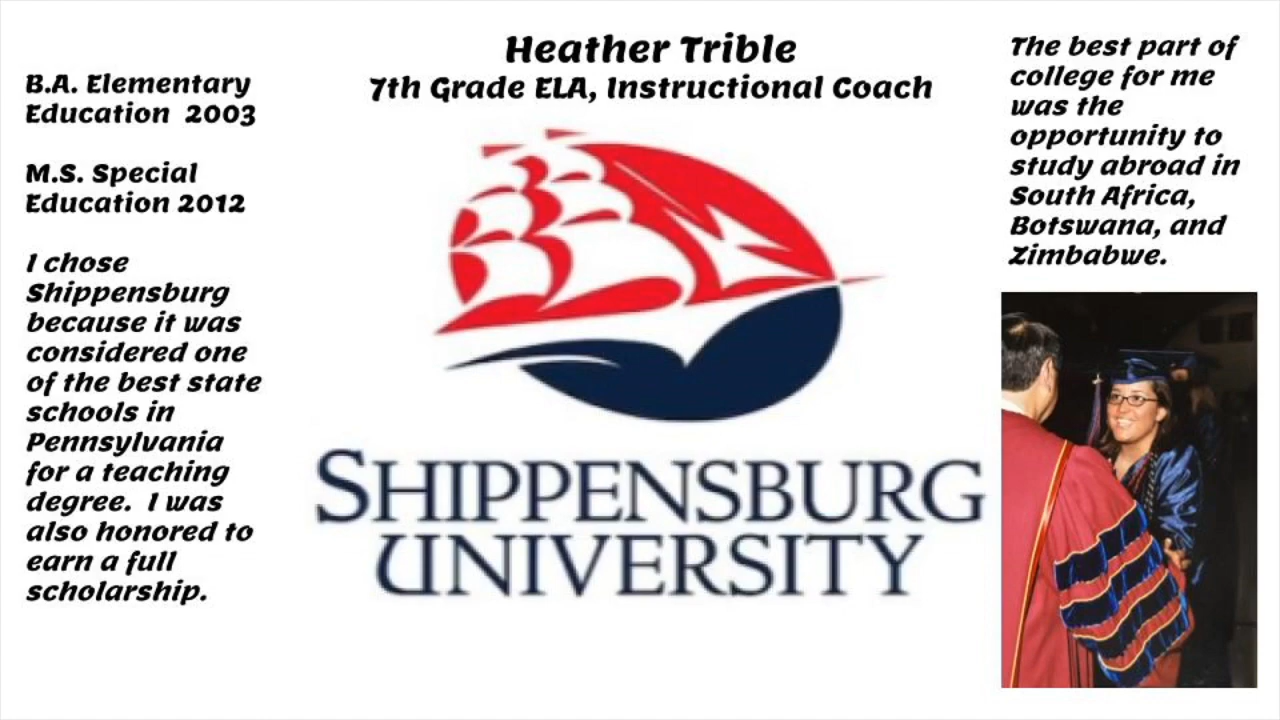 Heather Trible
7th Grade ELA, Instructional Coach
B.A. Elementary
Education  2003
M.S. Special
Education 2012
I chose
Shippensburg
because it was
considered one
of the best state
schools in
Pennsylvania
for a teaching
degree.  I was
also honored to
earn a full
scholarship.
SHIPPENSBURG
UNIVERSITY
The best part of
college for me
was the
opportunity to
study abroad in
South Africa,
Botswana, and
Zimbabwe.